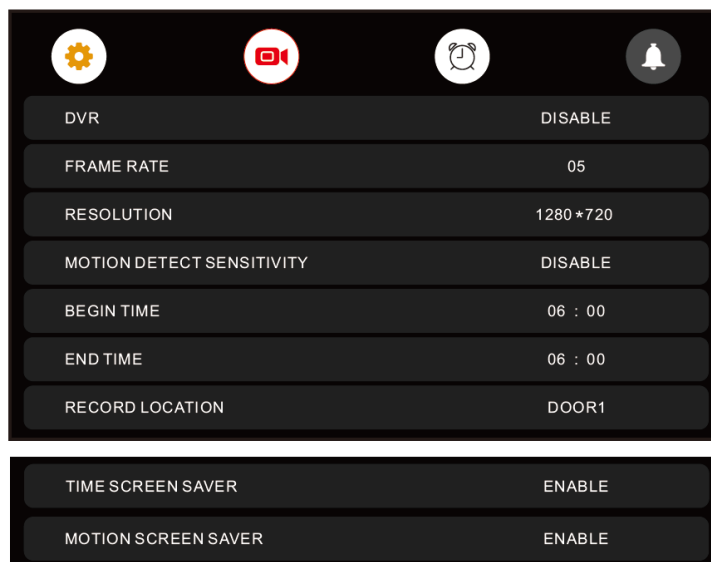 DVR DISABLE
FRAME RATE 05
RESOLUTION 1280*720
MOTION DETECT SENSITIVITY DISABLE
BEGIN TIME 06 : 00
END TIME 06 : 00
RECORD LOCATION DOOR1
TIME SCREEN SAVER ENABLE
MOTION SCREEN SAVER ENABLE